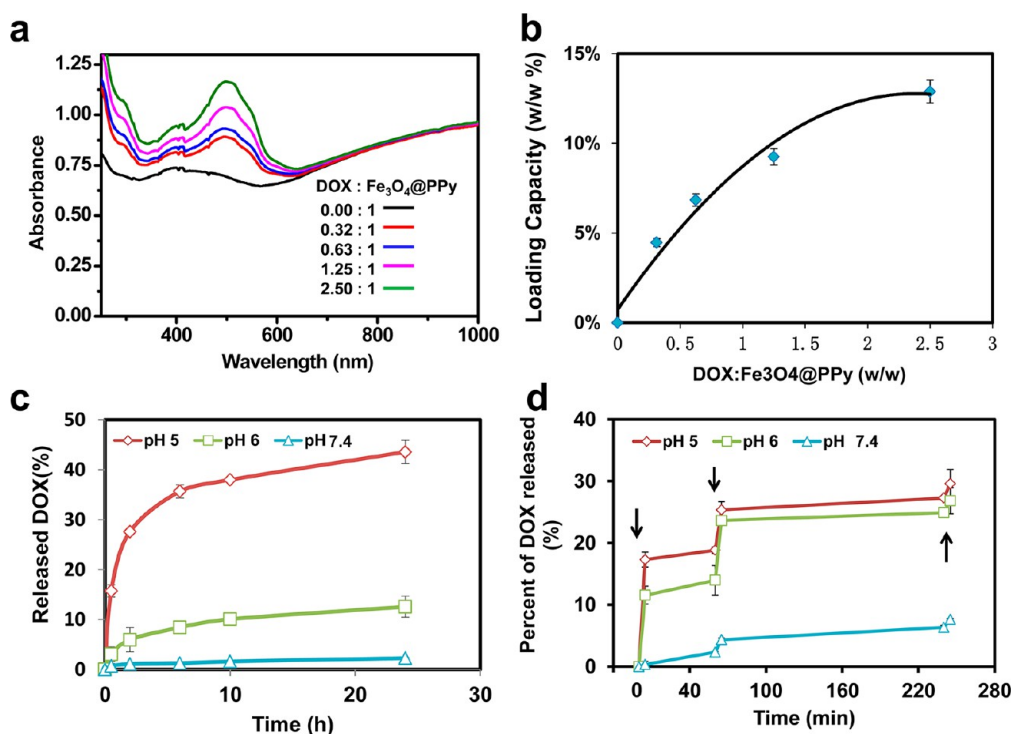 a
1.25
1.00
0.75
0.50
0.25
0.00
Absorbance
DOX : Fe₃O₄@PPy
0.00 : 1
0.32 : 1
0.63 : 1
1.25 : 1
2.50 : 1
400
600
800
1000
Wavelength (nm)
b
15%
10%
5%
0%
Loading Capacity (w/w %)
0
0.5
1
1.5
2
2.5
3
DOX:Fe3O4@PPy (w/w)
c
50
40
30
20
10
0
Released DOX(%)
pH 5
pH 6
pH 7.4
0
10
20
30
Time (h)
d
40
30
20
10
0
Percent of DOX released
(%)
pH 5
pH 6
pH 7.4
0
40
80
120
160
200
240
280
Time (min)